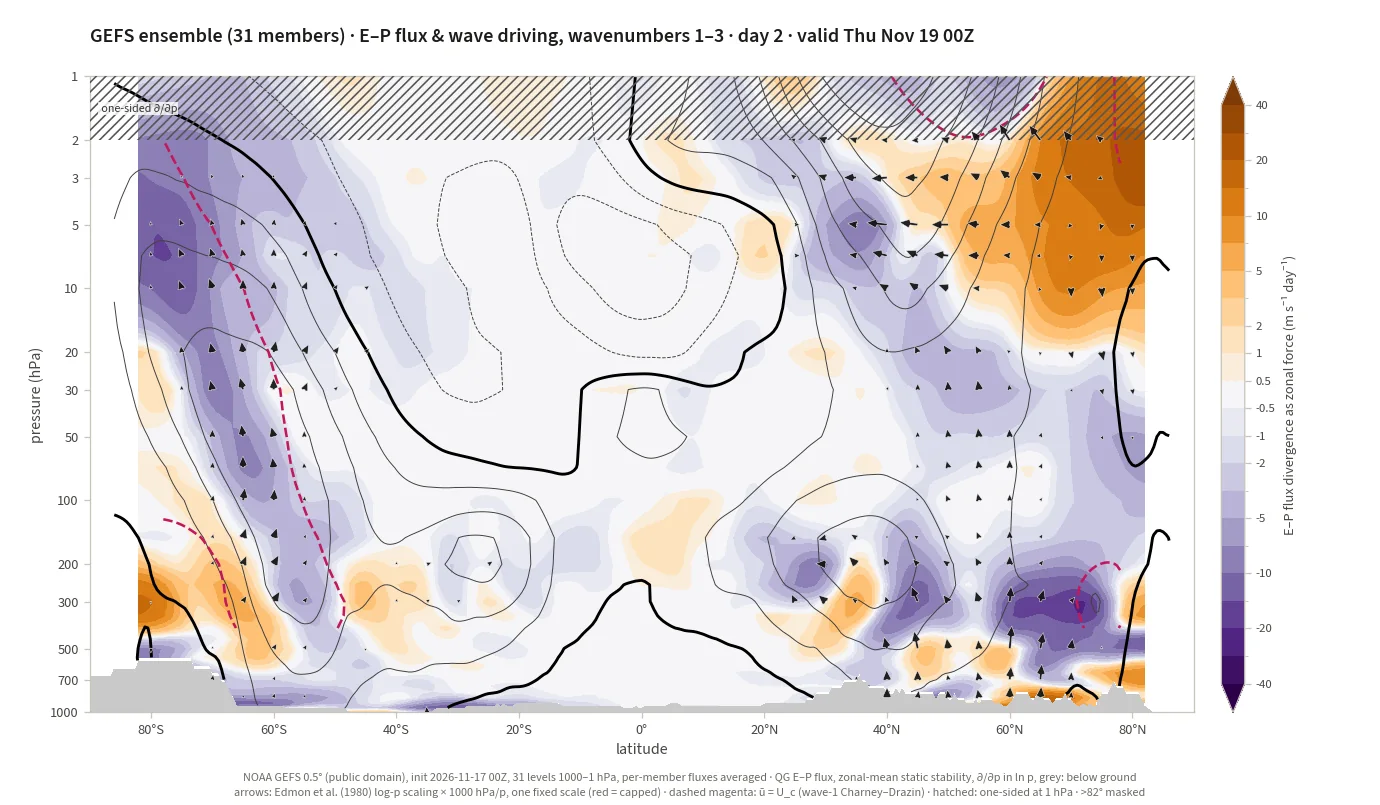 GEFS ensemble (31 members) · E–P flux & wave driving, wavenumbers 1–3 · day 2 · valid Thu Nov 19 00Z
one-sided ∂/∂p
1
2
3
5
10
20
30
50
100
200
300
500
700
1000
pressure (hPa)
80°S
60°S
40°S
20°S
0°
20°N
40°N
60°N
80°N
latitude
40
20
10
5
2
1
0.5
-0.5
-1
-2
-5
-10
-20
-40
E–P flux divergence as zonal force (m s⁻¹ day⁻¹)
NOAA GEFS 0.5° (public domain), init 2026-11-17 00Z, 31 levels 1000–1 hPa, per-member fluxes averaged · QG E–P flux, zonal-mean static stability, ∂/∂p in ln p, grey: below ground
arrows: Edmon et al. (1980) log-p scaling × 1000 hPa/p, one fixed scale (red = capped) · dashed magenta: ū = U_c (wave-1 Charney–Drazin) · hatched: one-sided at 1 hPa · >82° masked